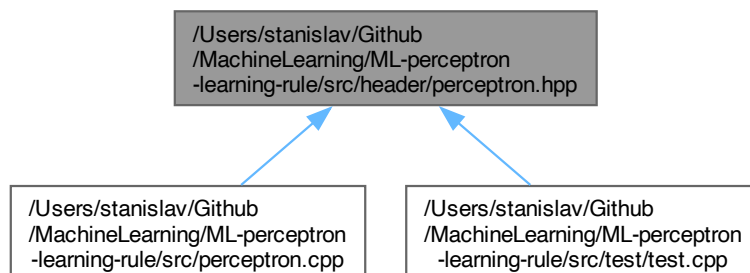 /Users/stanislav/Github
/MachineLearning/ML-perceptron
-learning-rule/src/header/perceptron.hpp
/Users/stanislav/Github
/MachineLearning/ML-perceptron
-learning-rule/src/perceptron.cpp
/Users/stanislav/Github
/MachineLearning/ML-perceptron
-learning-rule/src/test/test.cpp